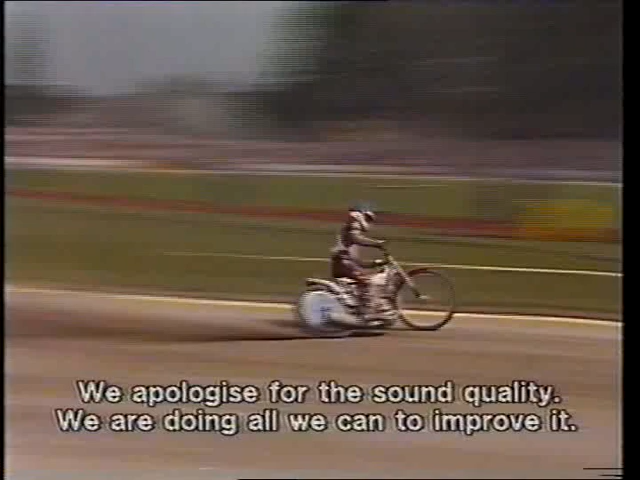 We apologise for the sound quality.
We are doing all we can to improve it.